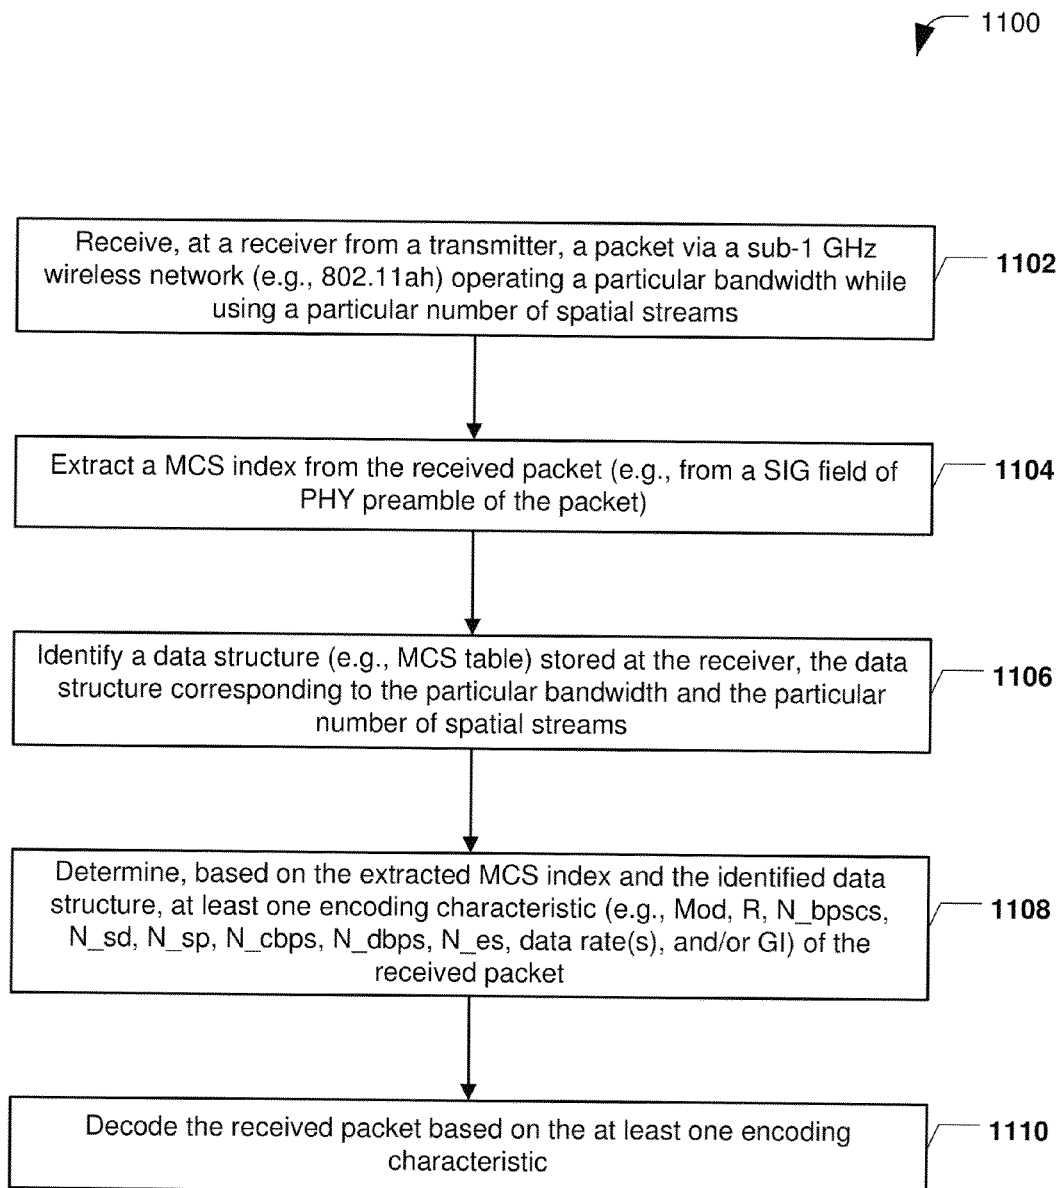 1100
Receive, at a receiver from a transmitter, a packet via a sub-1 GHz
wireless network (e.g., 802.11ah) operating a particular bandwidth while
using a particular number of spatial streams
1102
Extract a MCS index from the received packet (e.g., from a SIG field of
PHY preamble of the packet)
1104
Identify a data structure (e.g., MCS table) stored at the receiver, the data
structure corresponding to the particular bandwidth and the particular
number of spatial streams
1106
Determine, based on the extracted MCS index and the identified data
structure, at least one encoding characteristic (e.g., Mod, R, N_bpscs,
N_sd, N_sp, N_cbps, N_dbps, N_es, data rate(s), and/or GI) of the
received packet
1108
Decode the received packet based on the at least one encoding
characteristic
1110